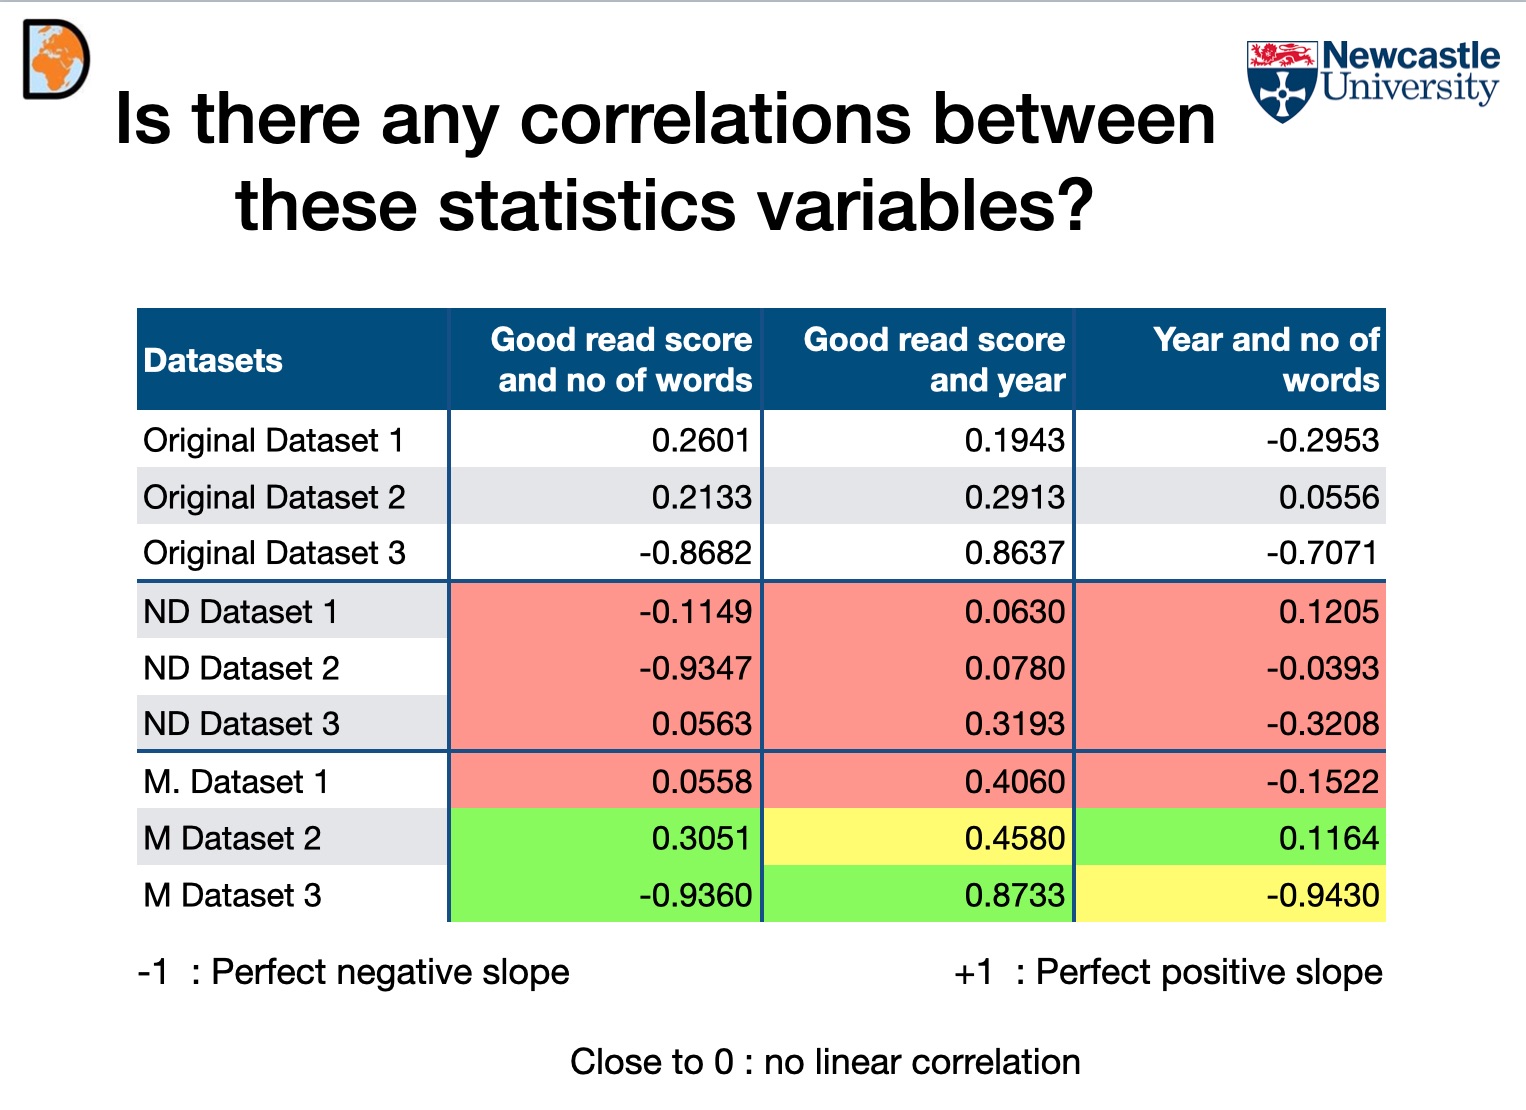 Newcastle
University
Is there any correlations between
these statistics variables?
Datasets Good read score and no of words Good read score and year Year and no of words
Original Dataset 1 0.2601 0.1943 -0.2953
Original Dataset 2 0.2133 0.2913 0.0556
Original Dataset 3 -0.8682 0.8637 -0.7071
ND Dataset 1 -0.1149 0.0630 0.1205
ND Dataset 2 -0.9347 0.0780 -0.0393
ND Dataset 3 0.0563 0.3193 -0.3208
M. Dataset 1 0.0558 0.4060 -0.1522
M Dataset 2 0.3051 0.4580 0.1164
M Dataset 3 -0.9360 0.8733 -0.9430
-1 : Perfect negative slope +1 : Perfect positive slope
Close to 0 : no linear correlation